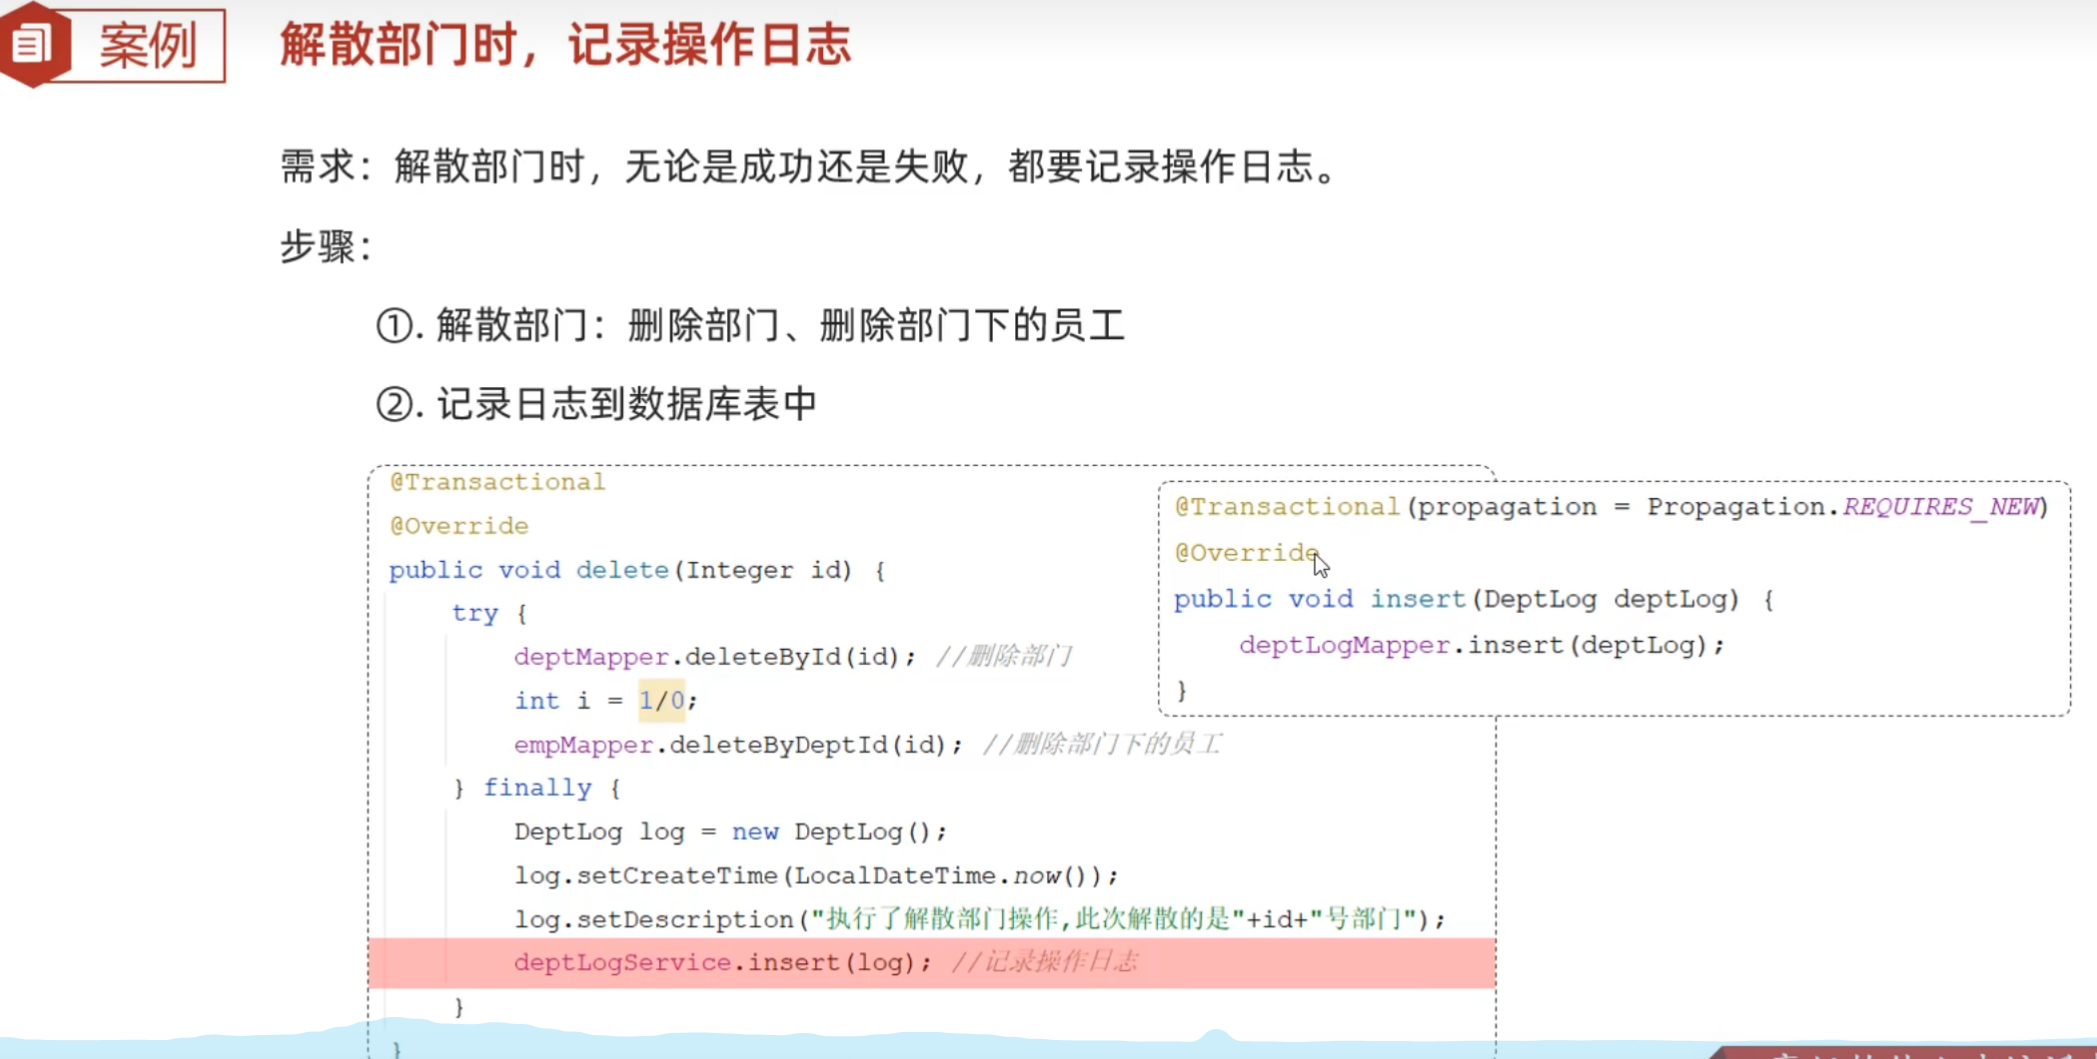 案例
解散部门时，记录操作日志
需求：解散部门时，无论是成功还是失败，都要记录操作日志。
步骤：
①. 解散部门：删除部门、删除部门下的员工
②. 记录日志到数据库表中
@Transactional
@Override
public void delete(Integer id) {
try {
deptMapper.deleteById(id); //删除部门
int i = 1/0;
empMapper.deleteByDeptId(id); //删除部门下的员工
} finally {
DeptLog log = new DeptLog();
log.setCreateTime(LocalDateTime.now());
log.setDescription("执行了解散部门操作,此次解散的是"+id+"号部门");
deptLogService.insert(log); //记录操作日志
}
}
@Transactional(propagation = Propagation.REQUIRES_NEW)
@Override
public void insert(DeptLog deptLog) {
deptLogMapper.insert(deptLog);
}